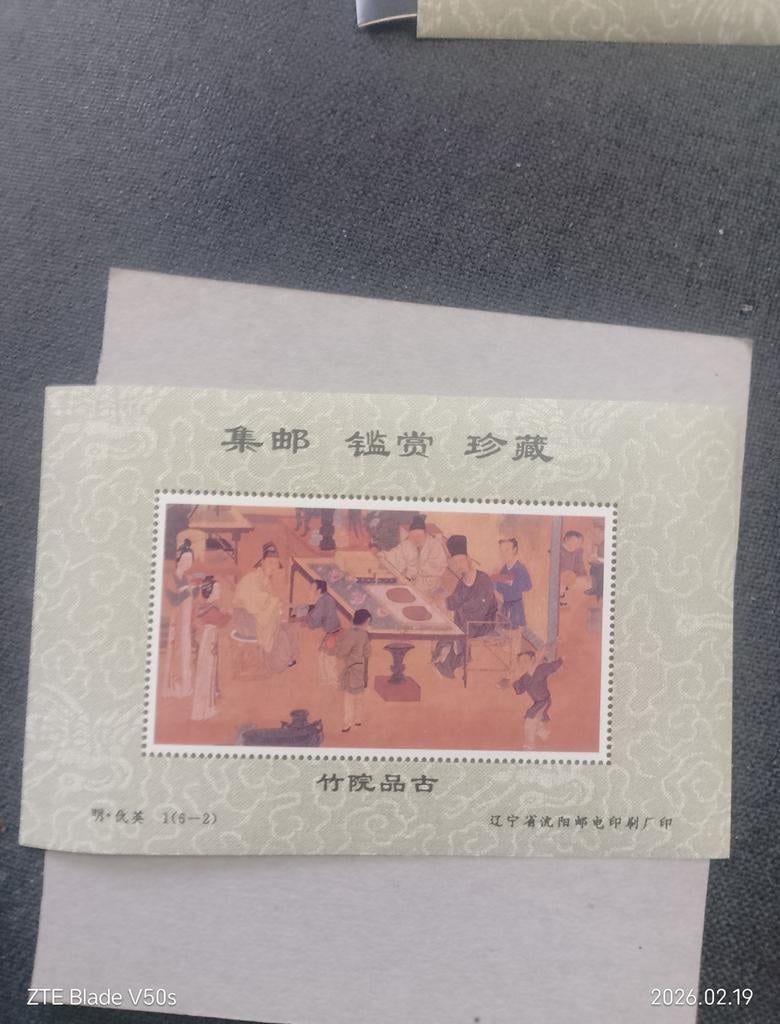 集邮 鉴赏 珍藏
竹院品古
明·仇英 1(6-2)
辽宁省沈阳邮电印刷厂印
ZTE Blade V50s
2026.02.19